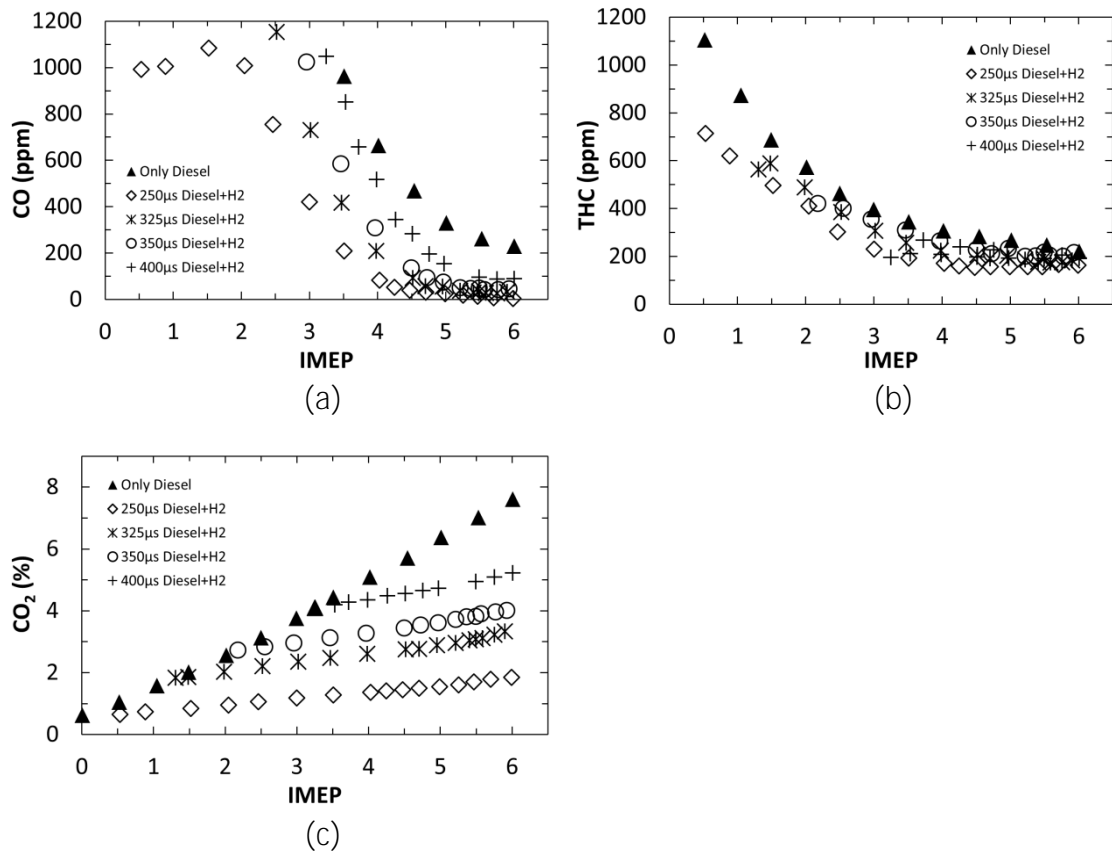 1200
1000
800
600
400
200
0
CO (ppm)
▲ Only Diesel
◇ 250µs Diesel+H2
✳ 325µs Diesel+H2
○ 350µs Diesel+H2
+ 400µs Diesel+H2
0 1 2 3 4 5 6
IMEP
(a)
1200
1000
800
600
400
200
0
THC (ppm)
▲ Only Diesel
◇ 250µs Diesel+H2
✳ 325µs Diesel+H2
○ 350µs Diesel+H2
+ 400µs Diesel+H2
0 1 2 3 4 5 6
IMEP
(b)
8
6
4
2
0
CO₂ (%)
▲ Only Diesel
◇ 250µs Diesel+H2
✳ 325µs Diesel+H2
○ 350µs Diesel+H2
+ 400µs Diesel+H2
0 1 2 3 4 5 6
IMEP
(c)